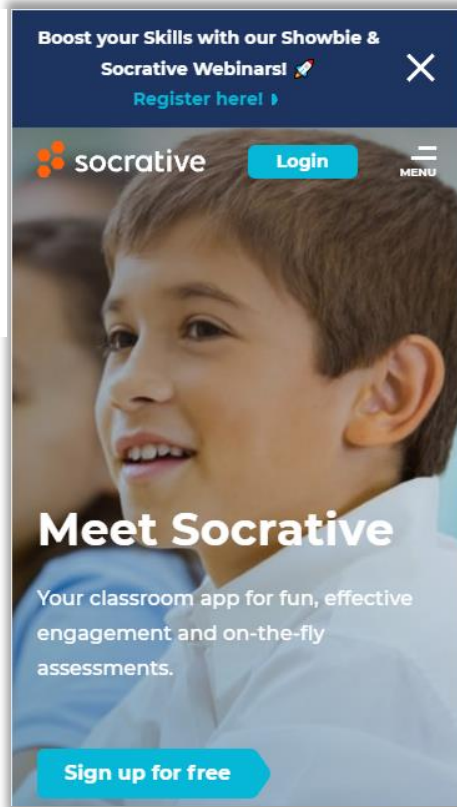 Boost your Skills with our Showbie &
Socrative Webinars! 🚀
Register here!
socrative
Login
MENU
Meet Socrative
Your classroom app for fun, effective
engagement and on-the-fly
assessments.
Sign up for free